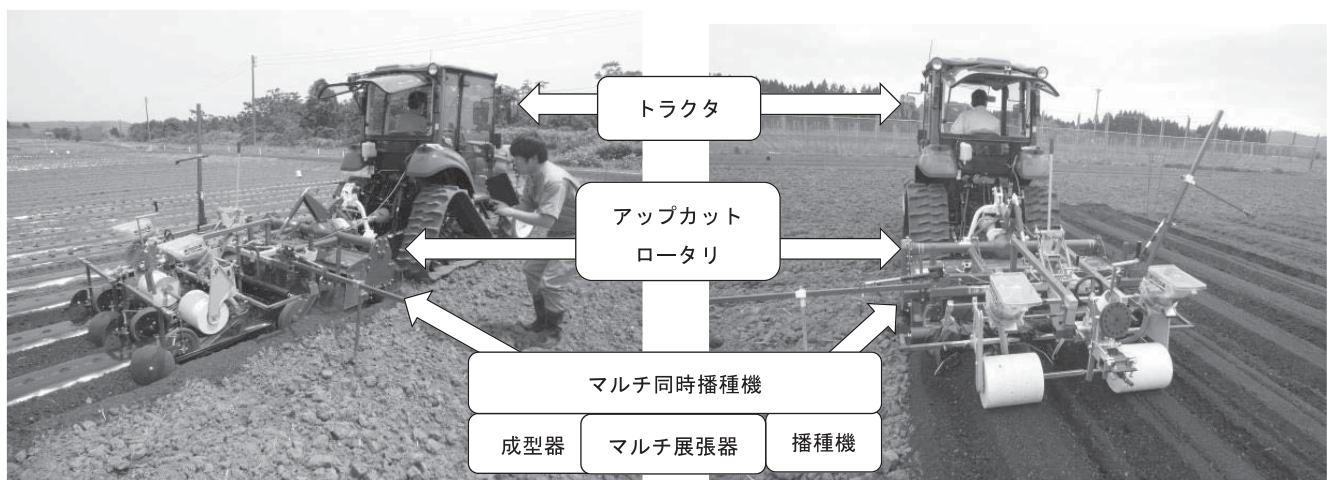 トラクタ
アップカット
ロータリ
マルチ同時播種機
成型器
マルチ展張器
播種機